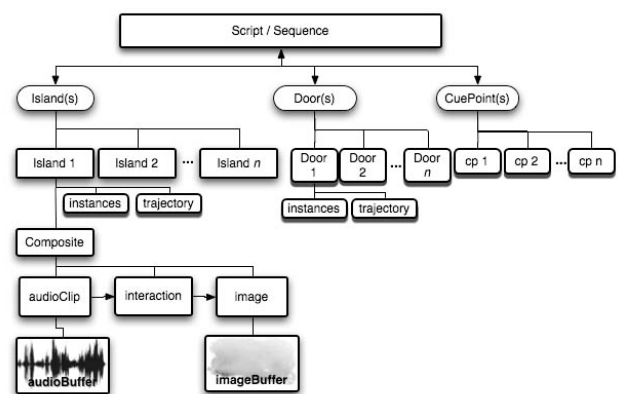 Script / Sequence
Island(s)
Door(s)
CuePoint(s)
Island 1
Island 2
...
Island n
Door
1
Door
2
...
Door
n
cp 1
cp 2
...
cp n
instances
trajectory
instances
trajectory
Composite
audioClip
interaction
image
audioBuffer
imageBuffer